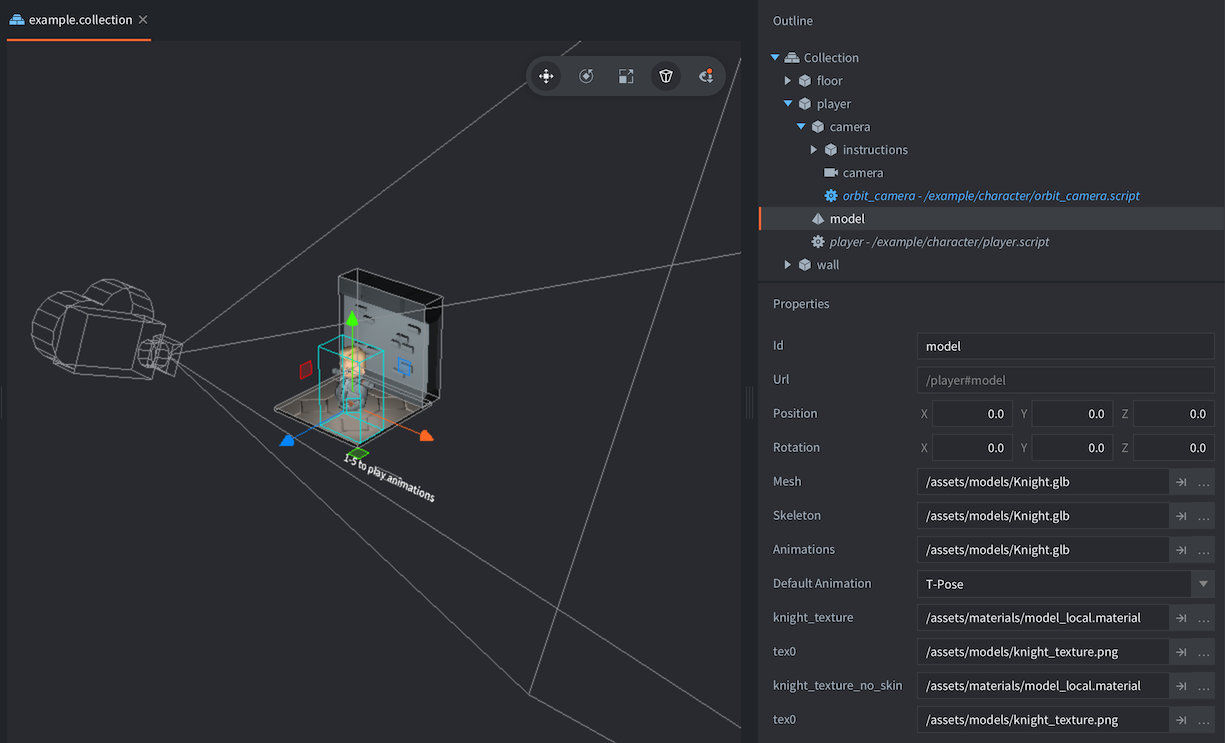 example.collection
1-5 to play animations
Outline
Collection
floor
player
camera
instructions
camera
orbit_camera - /example/character/orbit_camera.script
model
player - /example/character/player.script
wall
Properties
Id model
Url /player#model
Position X 0.0 Y 0.0 Z 0.0
Rotation X 0.0 Y 0.0 Z 0.0
Mesh /assets/models/Knight.glb ...
Skeleton /assets/models/Knight.glb ...
Animations /assets/models/Knight.glb ...
Default Animation T-Pose
knight_texture /assets/materials/model_local.material ...
tex0 /assets/models/knight_texture.png ...
knight_texture_no_skin /assets/materials/model_local.material ...
tex0 /assets/models/knight_texture.png ...